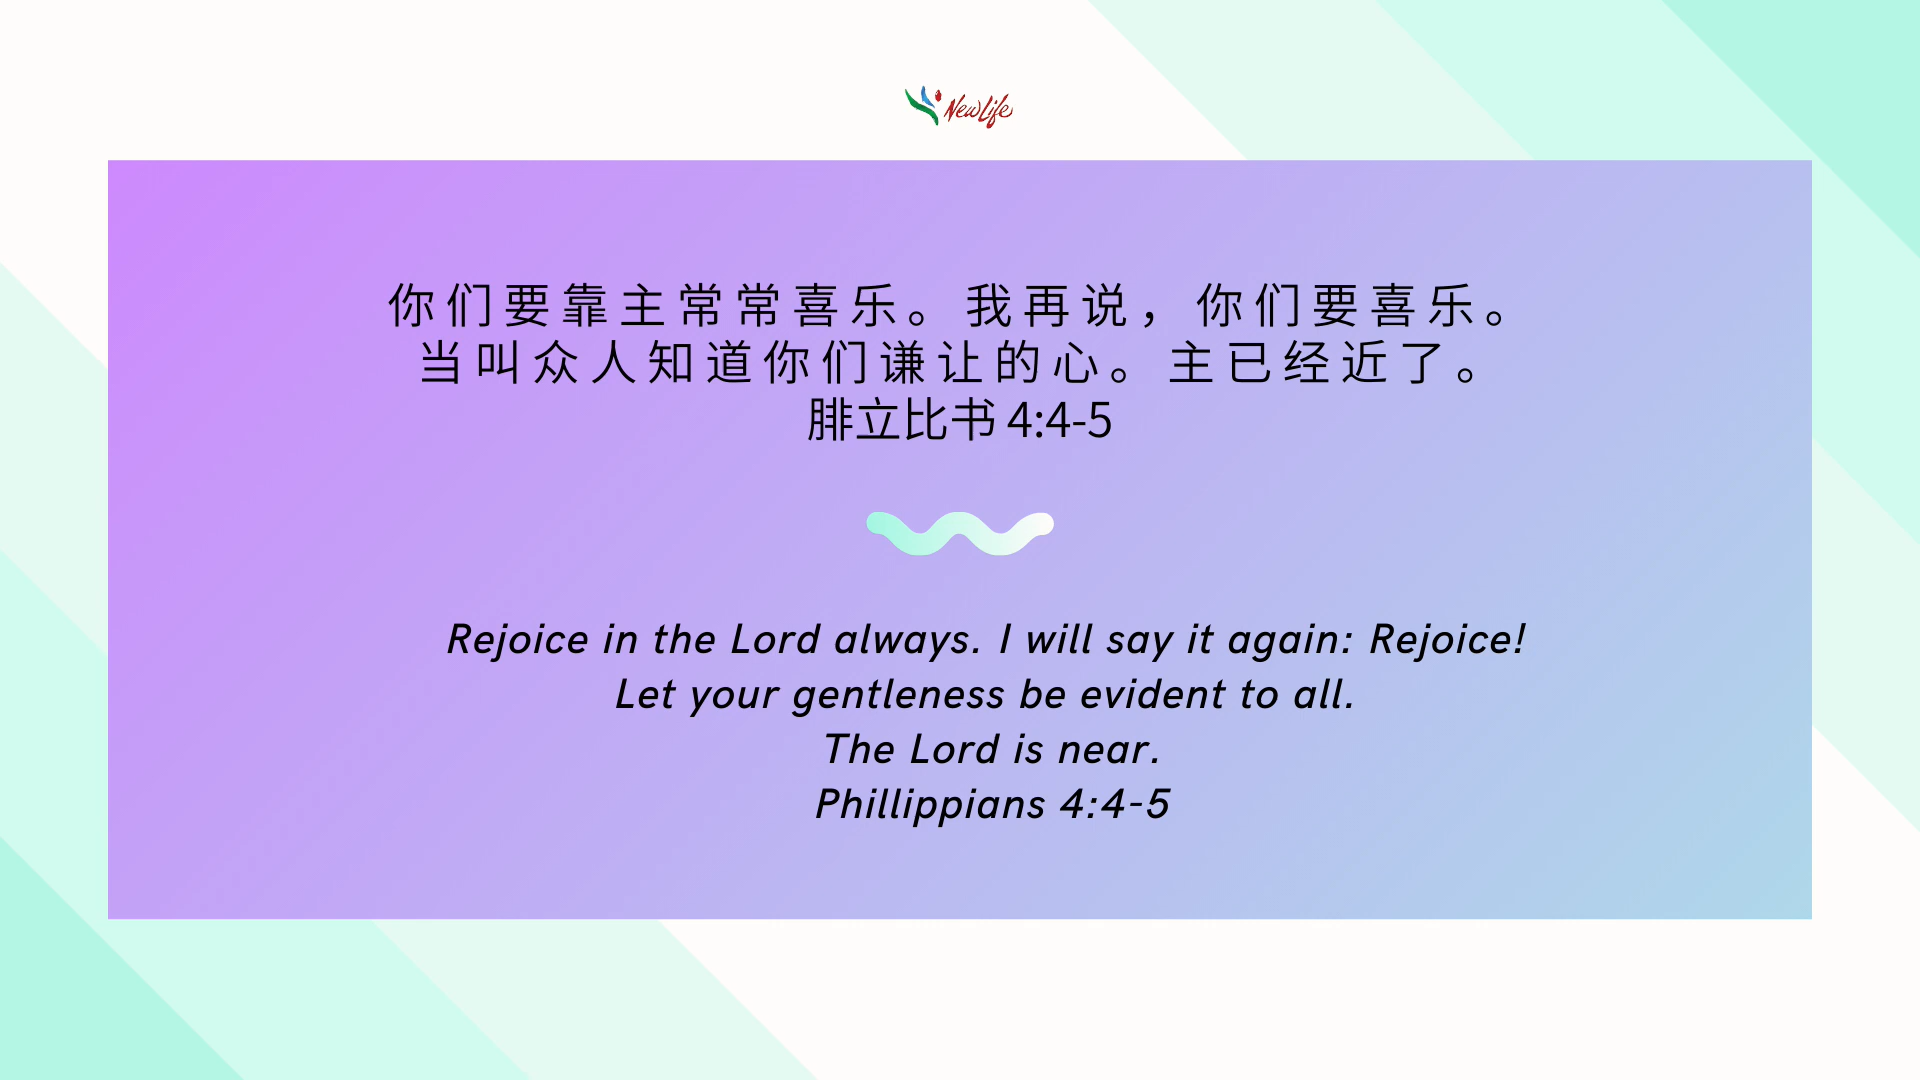 NewLife
你们要靠主常常喜乐。我再说，你们要喜乐。
当叫众人知道你们谦让的心。主已经近了。
腓立比书 4:4-5
Rejoice in the Lord always. I will say it again: Rejoice!
Let your gentleness be evident to all.
The Lord is near.
Phillippians 4:4-5